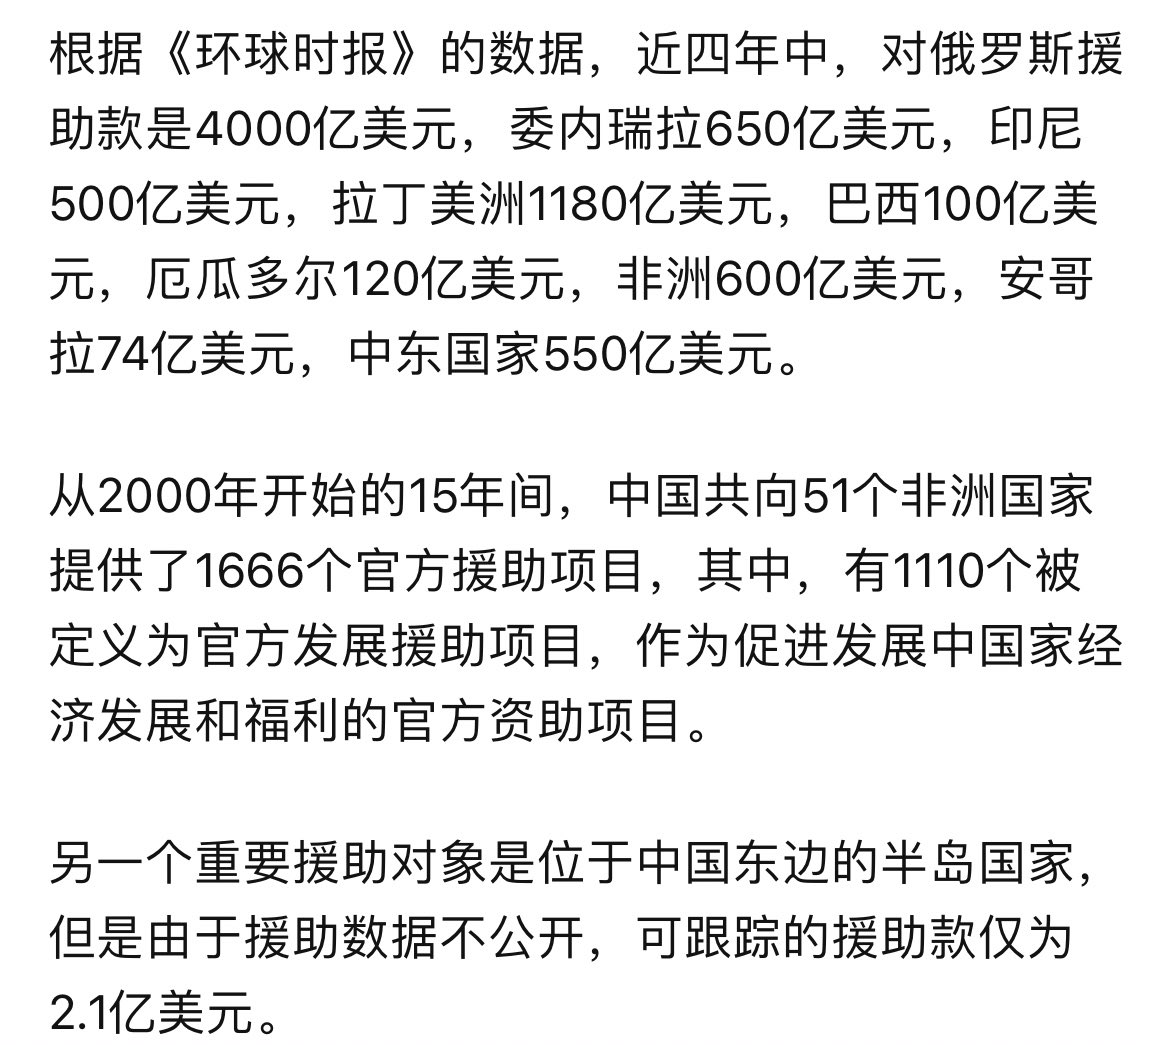 根据《环球时报》的数据，近四年中，对俄罗斯援
助款是4000亿美元，委内瑞拉650亿美元，印尼
500亿美元，拉丁美洲1180亿美元，巴西100亿美
元，厄瓜多尔120亿美元，非洲600亿美元，安哥
拉74亿美元，中东国家550亿美元。
从2000年开始的15年间，中国共向51个非洲国家
提供了1666个官方援助项目，其中，有1110个被
定义为官方发展援助项目，作为促进发展中国家经
济发展和福利的官方资助项目。
另一个重要援助对象是位于中国东边的半岛国家，
但是由于援助数据不公开，可跟踪的援助款仅为
2.1亿美元。